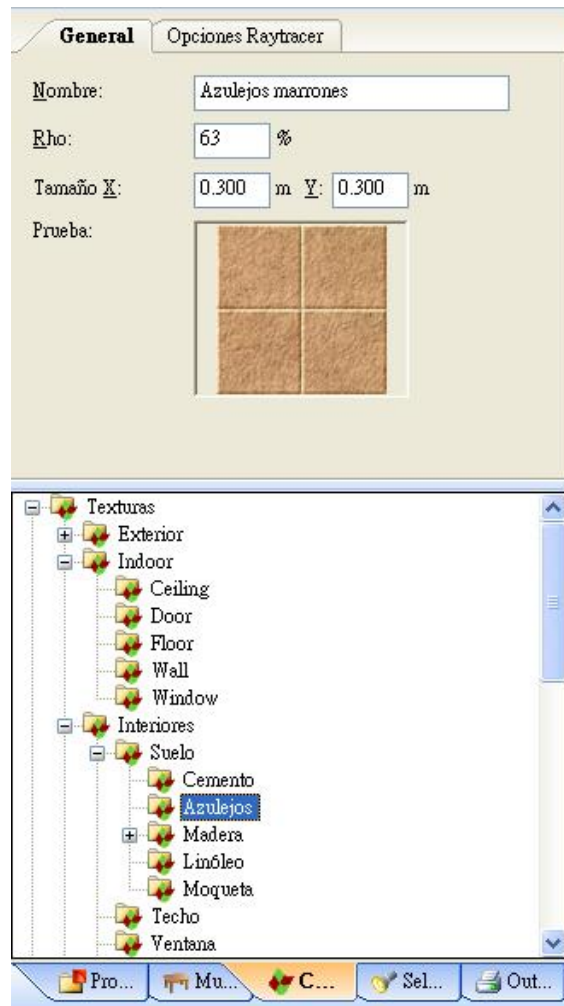 General Opciones Raytracer
Nombre: Azulejos marrones
Rho: 63 %
Tamaño X: 0.300 m Y: 0.300 m
Prueba:
Texturas
Exterior
Indoor
Ceiling
Door
Floor
Wall
Window
Interiores
Suelo
Cemento
Azulejos
Madera
Linóleo
Moqueta
Techo
Ventana
Pro... Mu... C... Sel... Out...